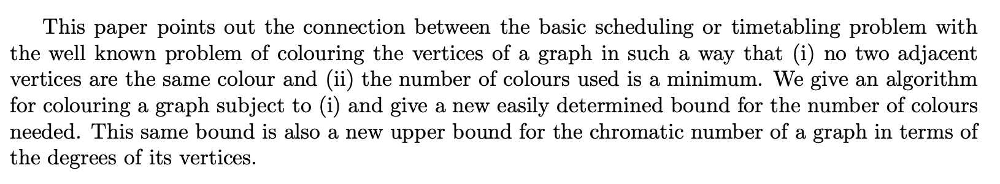 This paper points out the connection between the basic scheduling or timetabling problem with
the well known problem of colouring the vertices of a graph in such a way that (i) no two adjacent
vertices are the same colour and (ii) the number of colours used is a minimum. We give an algorithm
for colouring a graph subject to (i) and give a new easily determined bound for the number of colours
needed. This same bound is also a new upper bound for the chromatic number of a graph in terms of
the degrees of its vertices.